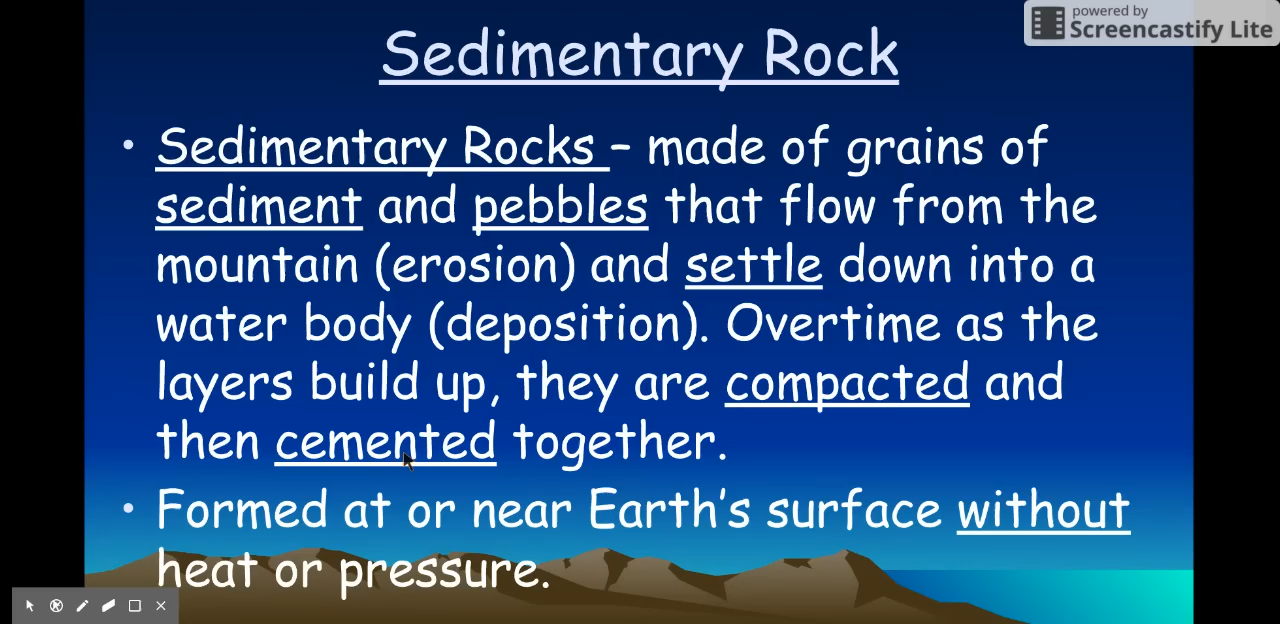 powered by
Screencastify Lite
Sedimentary Rock
• Sedimentary Rocks – made of grains of
sediment and pebbles that flow from the
mountain (erosion) and settle down into a
water body (deposition). Overtime as the
layers build up, they are compacted and
then cemented together.
• Formed at or near Earth's surface without
heat or pressure.